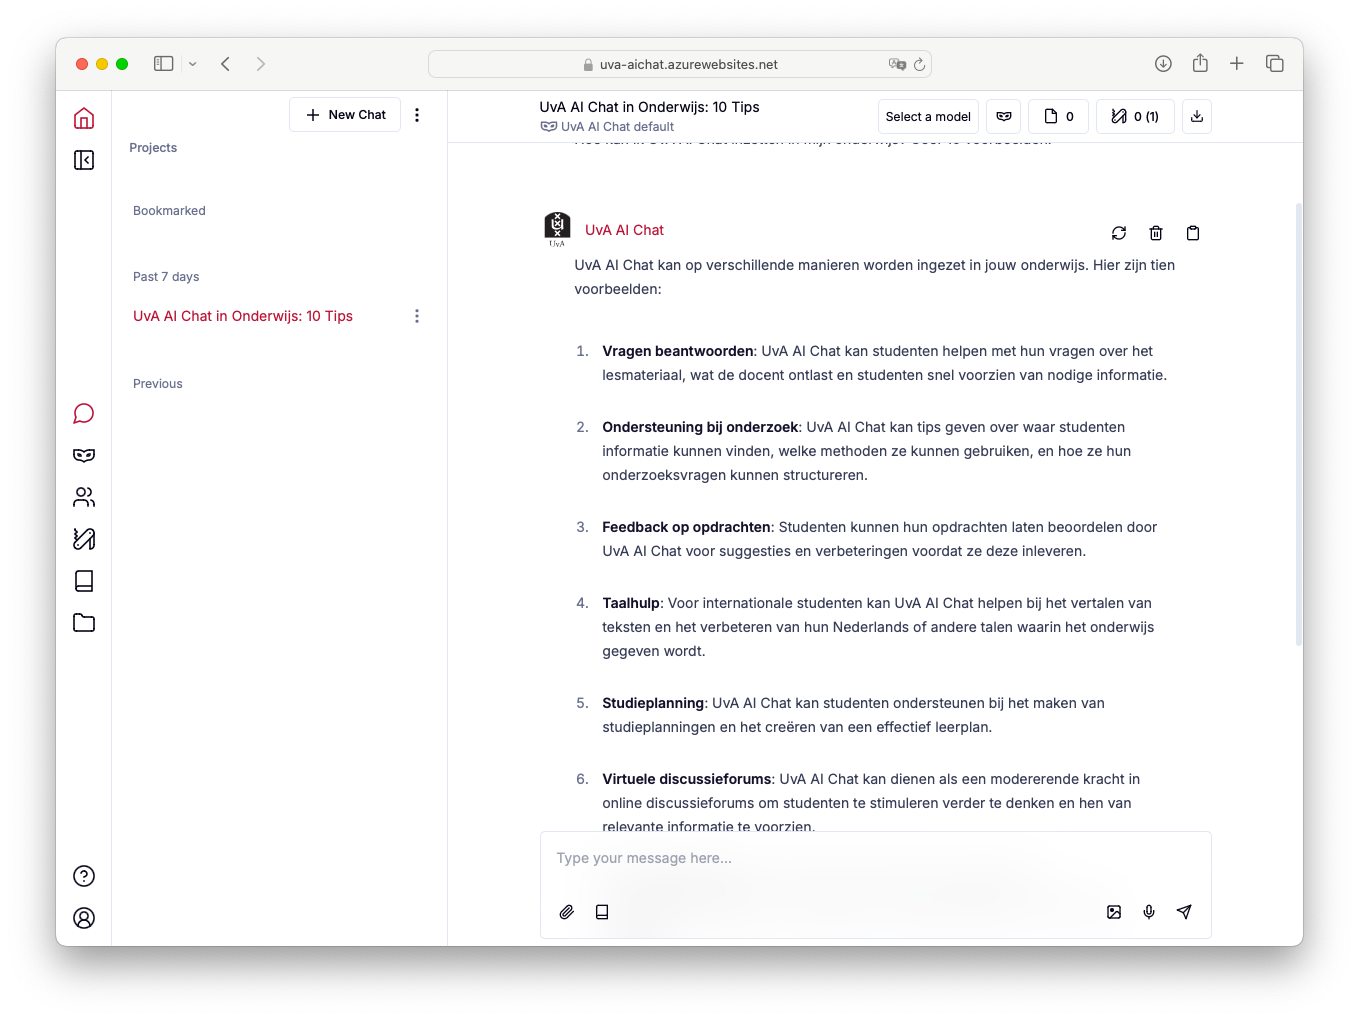 uva-aichat.azurewebsites.net
New Chat
Projects
Bookmarked
Past 7 days
UvA AI Chat in Onderwijs: 10 Tips
Previous
UvA AI Chat in Onderwijs: 10 Tips
UvA AI Chat default
Select a model
0
0 (1)
UvA
UvA AI Chat
UvA AI Chat kan op verschillende manieren worden ingezet in jouw onderwijs. Hier zijn tien
voorbeelden:
1. Vragen beantwoorden: UvA AI Chat kan studenten helpen met hun vragen over het
lesmateriaal, wat de docent ontlast en studenten snel voorzien van nodige informatie.
2. Ondersteuning bij onderzoek: UvA AI Chat kan tips geven over waar studenten
informatie kunnen vinden, welke methoden ze kunnen gebruiken, en hoe ze hun
onderzoeksvragen kunnen structureren.
3. Feedback op opdrachten: Studenten kunnen hun opdrachten laten beoordelen door
UvA AI Chat voor suggesties en verbeteringen voordat ze deze inleveren.
4. Taalhulp: Voor internationale studenten kan UvA AI Chat helpen bij het vertalen van
teksten en het verbeteren van hun Nederlands of andere talen waarin het onderwijs
gegeven wordt.
5. Studieplanning: UvA AI Chat kan studenten ondersteunen bij het maken van
studieplanningen en het creëren van een effectief leerplan.
6. Virtuele discussieforums: UvA AI Chat kan dienen als een modererende kracht in
online discussieforums om studenten te stimuleren verder te denken en hen van
relevante informatie te voorzien.
Type your message here...